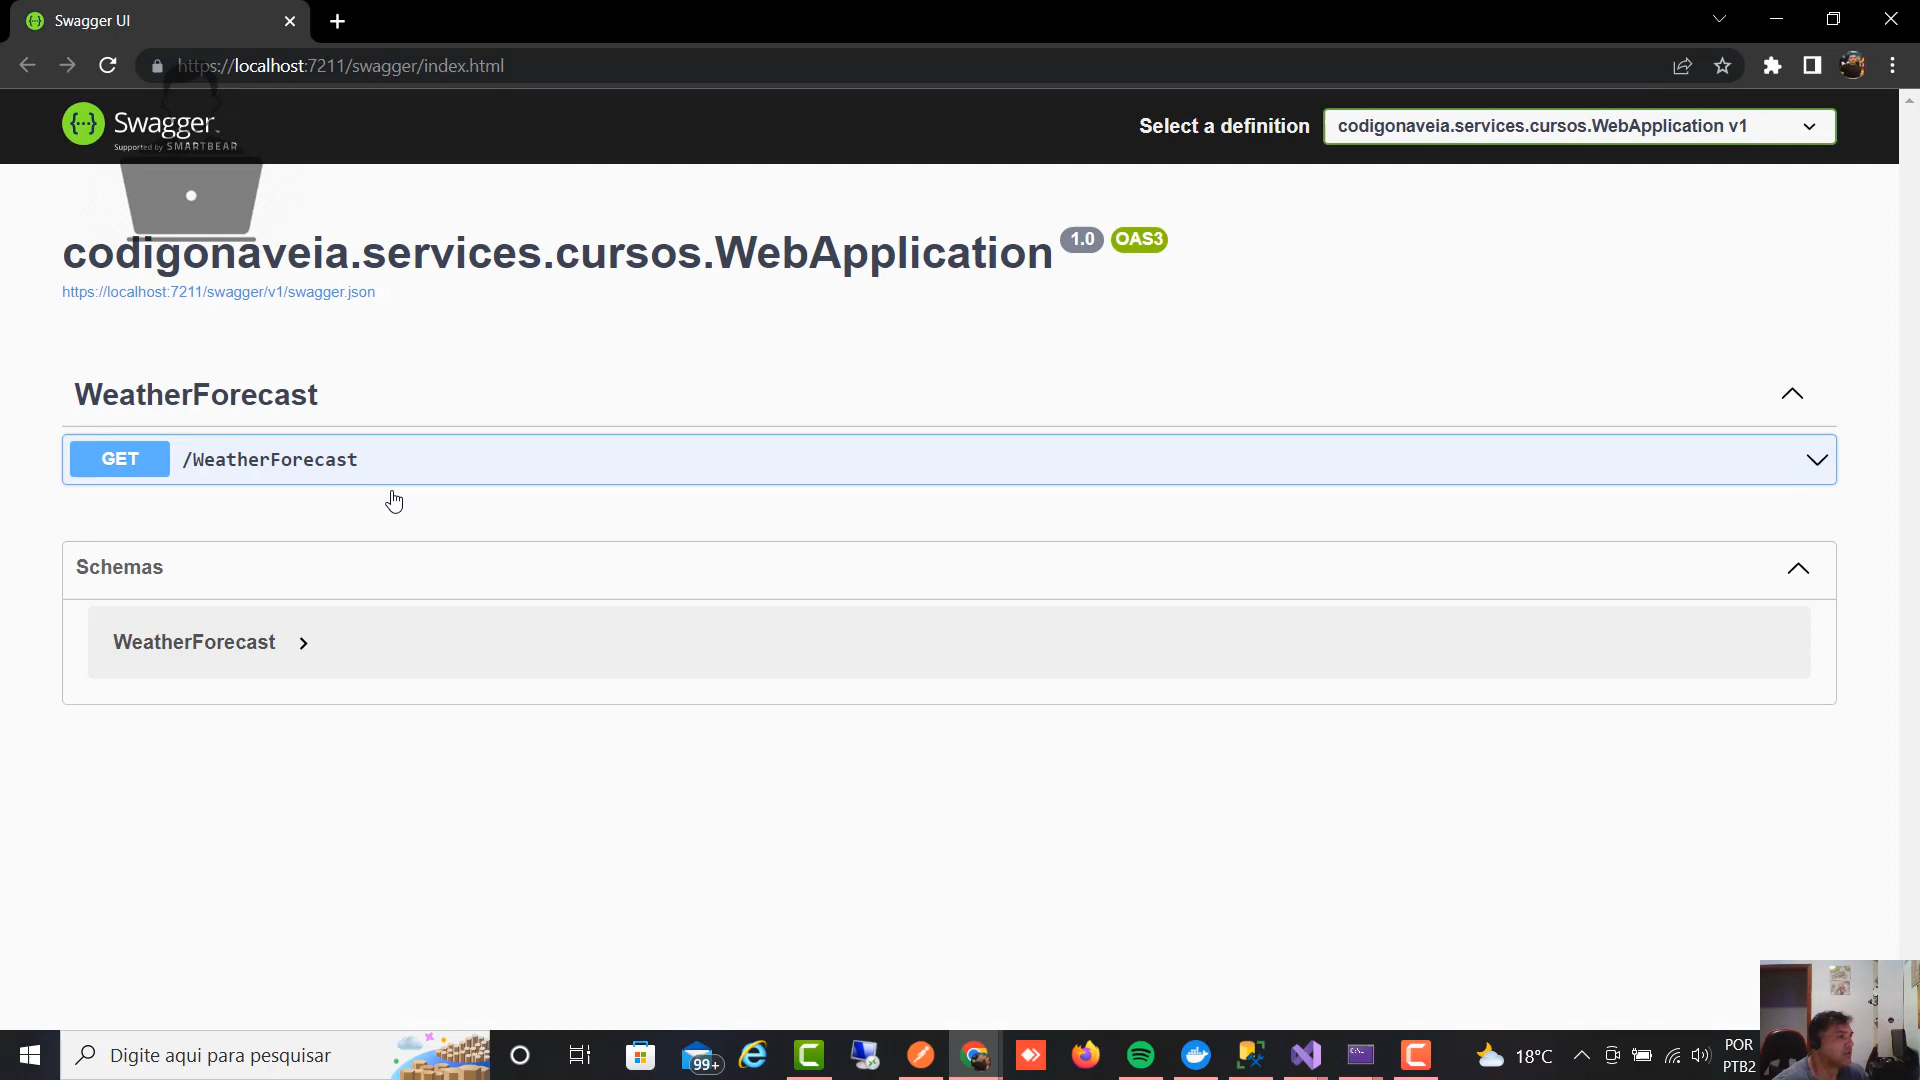 Swagger UI
https://localhost:7211/swagger/index.html
Swagger
Supported by SMARTBEAR
Select a definition
codigonaveia.services.cursos.WebApplication v1
codigonaveia.services.cursos.WebApplication 1.0 OAS3
https://localhost:7211/swagger/v1/swagger.json
WeatherForecast
GET /WeatherForecast
Schemas
WeatherForecast
Digite aqui para pesquisar
99+
18°C
POR
PTB2